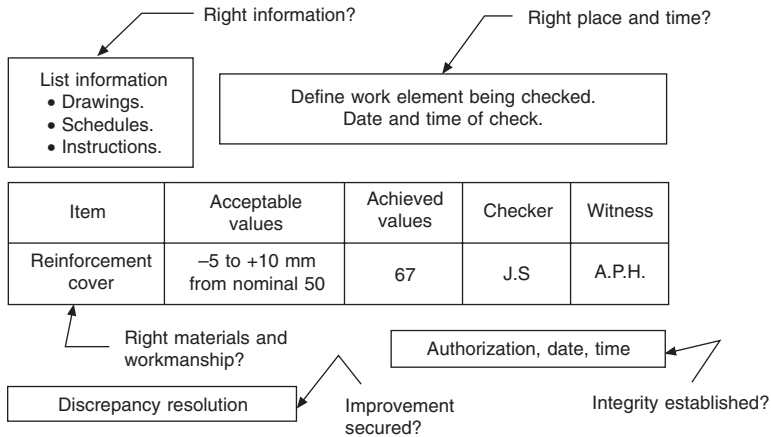 Right information?
Right place and time?
List information
• Drawings.
• Schedules.
• Instructions.
Define work element being checked.
Date and time of check.
Item
Acceptable
values
Achieved
values
Checker
Witness
Reinforcement
cover
–5 to +10 mm
from nominal 50
67
J.S
A.P.H.
Right materials and
workmanship?
Authorization, date, time
Discrepancy resolution
Improvement
secured?
Integrity established?